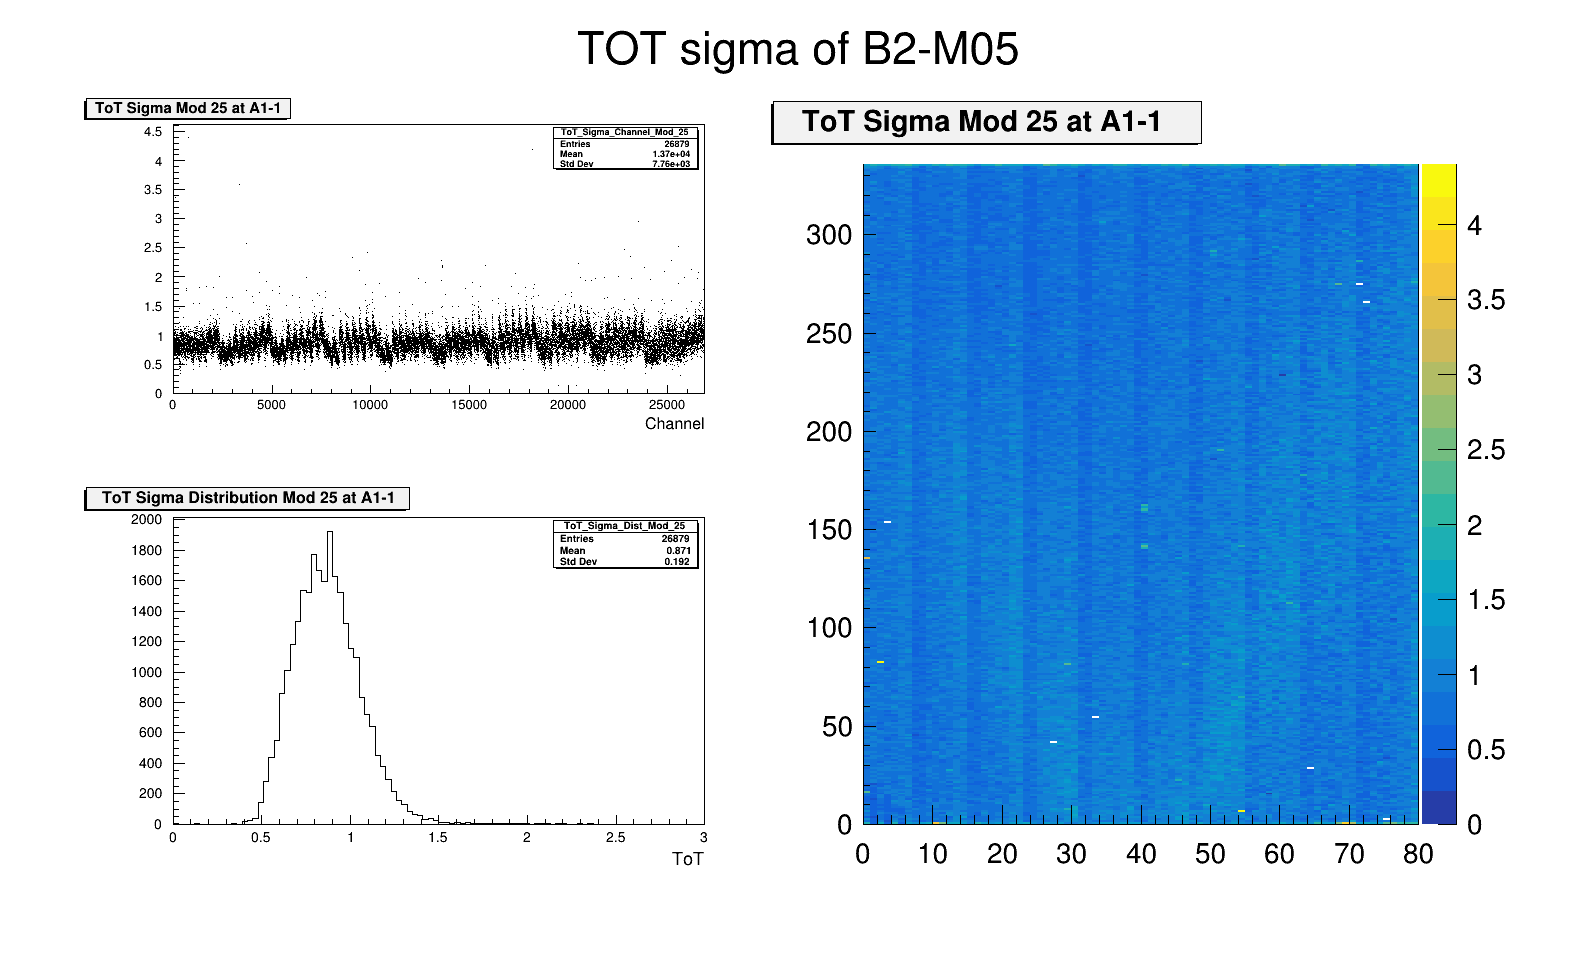 TOT sigma of B2-M05
ToT Sigma Mod 25 at A1-1
ToT_Sigma_Channel_Mod_25
Entries 26879
Mean 1.37e+04
Std Dev 7.76e+03
4.5
4
3.5
3
2.5
2
1.5
1
0.5
0
0 5000 10000 15000 20000 25000
Channel
ToT Sigma Distribution Mod 25 at A1-1
ToT_Sigma_Dist_Mod_25
Entries 26879
Mean 0.871
Std Dev 0.192
2000
1800
1600
1400
1200
1000
800
600
400
200
0
0 0.5 1 1.5 2 2.5 3
ToT
ToT Sigma Mod 25 at A1-1
300
250
200
150
100
50
0
0 10 20 30 40 50 60 70 80
4
3.5
3
2.5
2
1.5
1
0.5
0